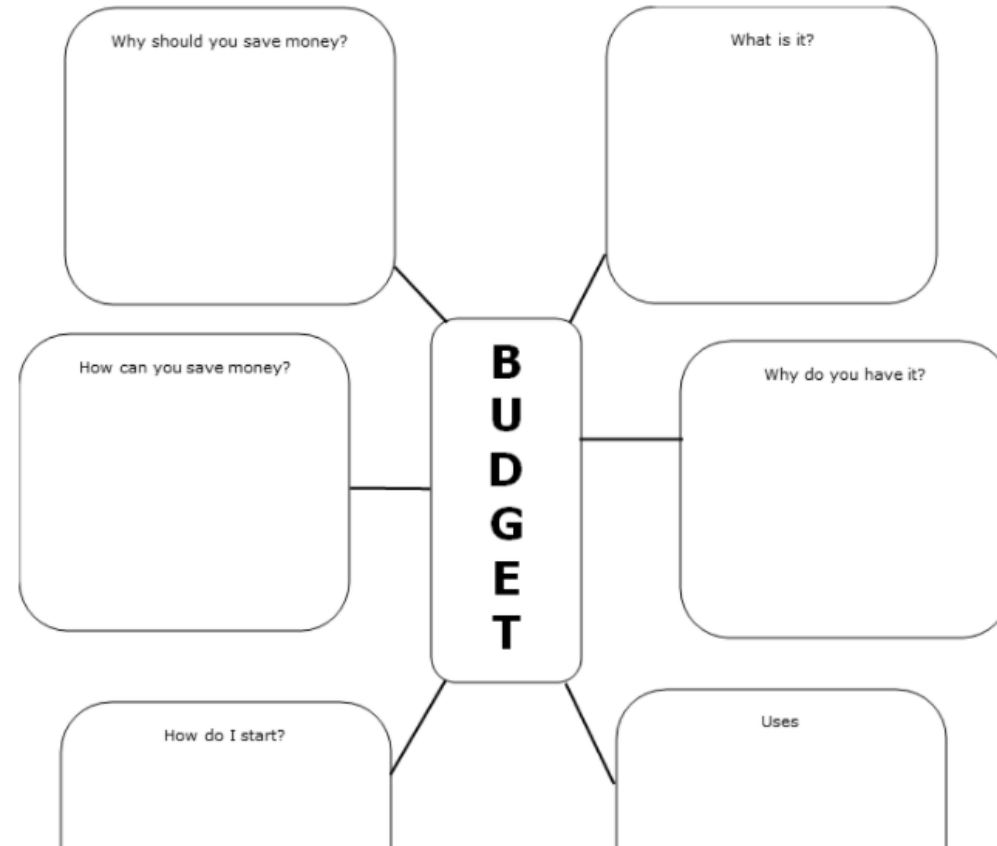 Why should you save money?
What is it?
How can you save money?
B
U
D
G
E
T
Why do you have it?
How do I start?
Uses